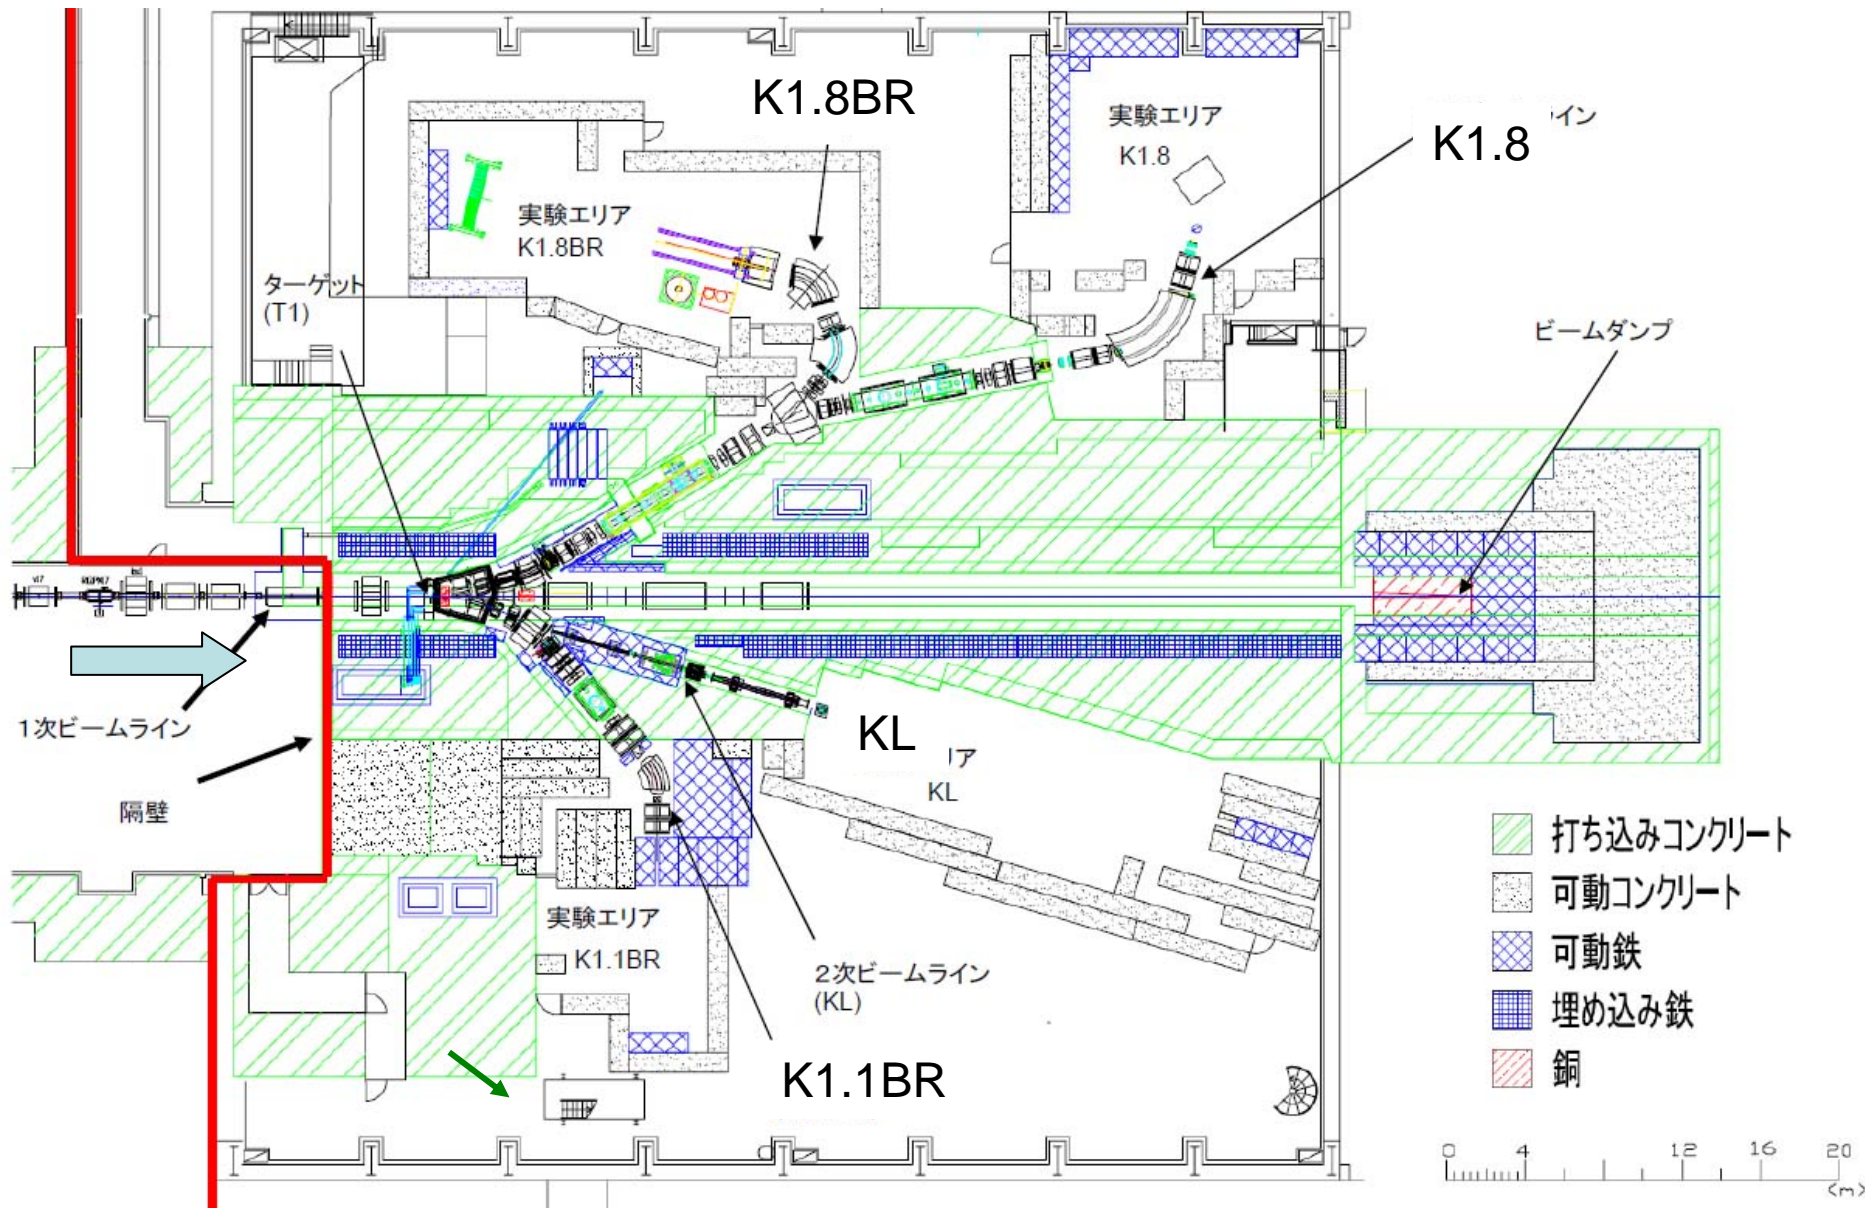 K1.8BR
実験エリア
K1.8
イン
K1.8
実験エリア
K1.8BR
ターゲット
(T1)
ビームダンプ
1次ビームライン
隔壁
KL
リア
KL
実験エリア
K1.1BR
2次ビームライン
(KL)
K1.1BR
打ち込みコンクリート
可動コンクリート
可動鉄
埋め込み鉄
銅
0 4 12 16 20
<m>